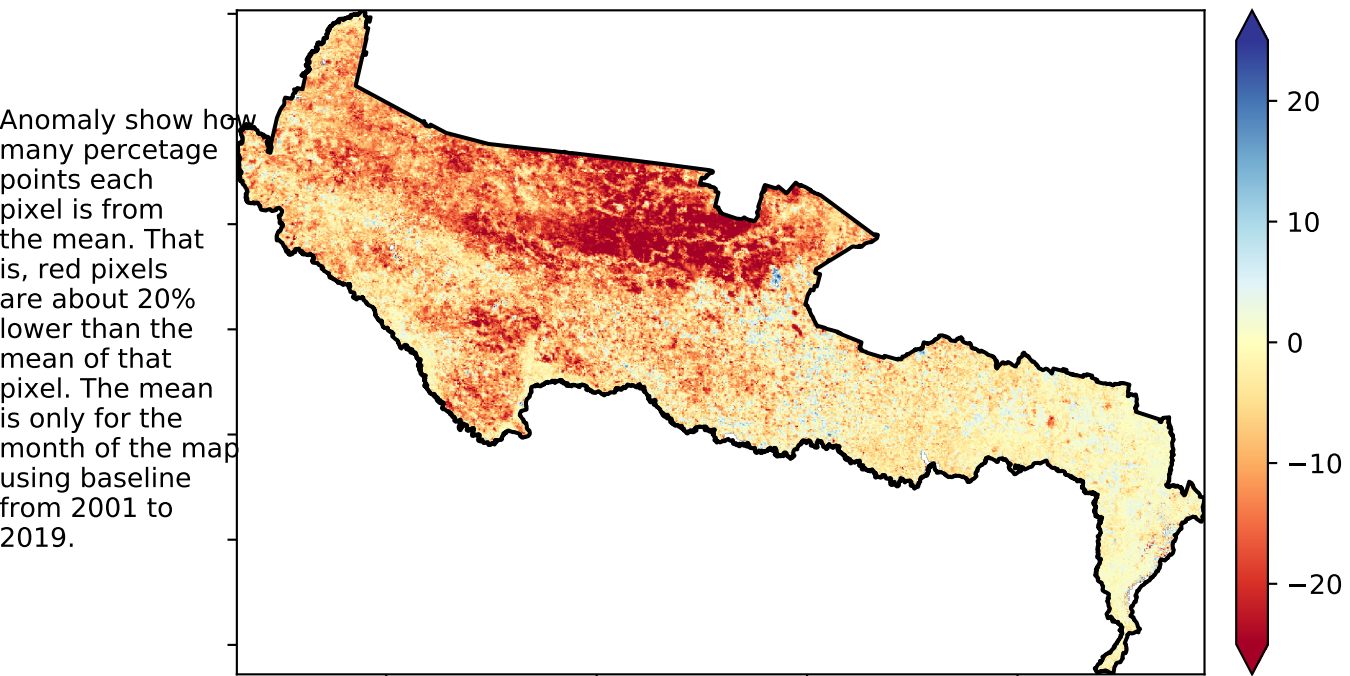 Anomaly show how
many percetage
points each
pixel is from
the mean. That
is, red pixels
are about 20%
lower than the
mean of that
pixel. The mean
is only for the
month of the map
using baseline
from 2001 to
2019.
20
10
0
−10
−20